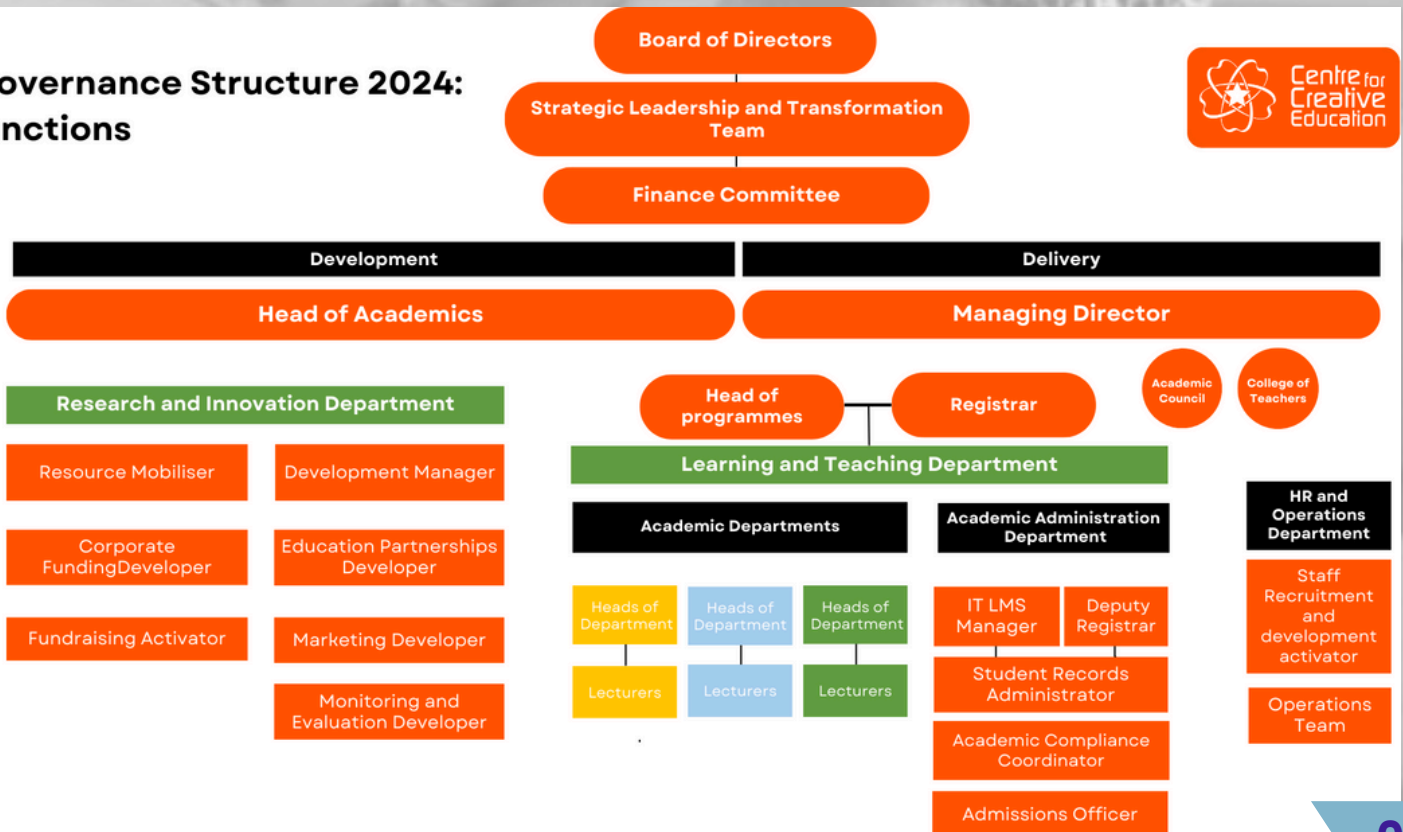 Board of Directors
overnance Structure 2024:
nctions
Strategic Leadership and Transformation
Team
Finance Committee
Centre for
Creative
Education
Development
Delivery
Head of Academics
Managing Director
Research and Innovation Department
Resource Mobiliser
Development Manager
Corporate
FundingDeveloper
Education Partnerships
Developer
Fundraising Activator
Marketing Developer
Monitoring and
Evaluation Developer
Head of
programmes
Registrar
Academic
Council
College of
Teachers
Learning and Teaching Department
Academic Departments
Academic Administration
Department
HR and
Operations
Department
Heads of
Department
Heads of
Department
Heads of
Department
Lecturers
Lecturers
Lecturers
IT LMS
Manager
Deputy
Registrar
Student Records
Administrator
Academic Compliance
Coordinator
Admissions Officer
Staff
Recruitment
and
development
activator
Operations
Team